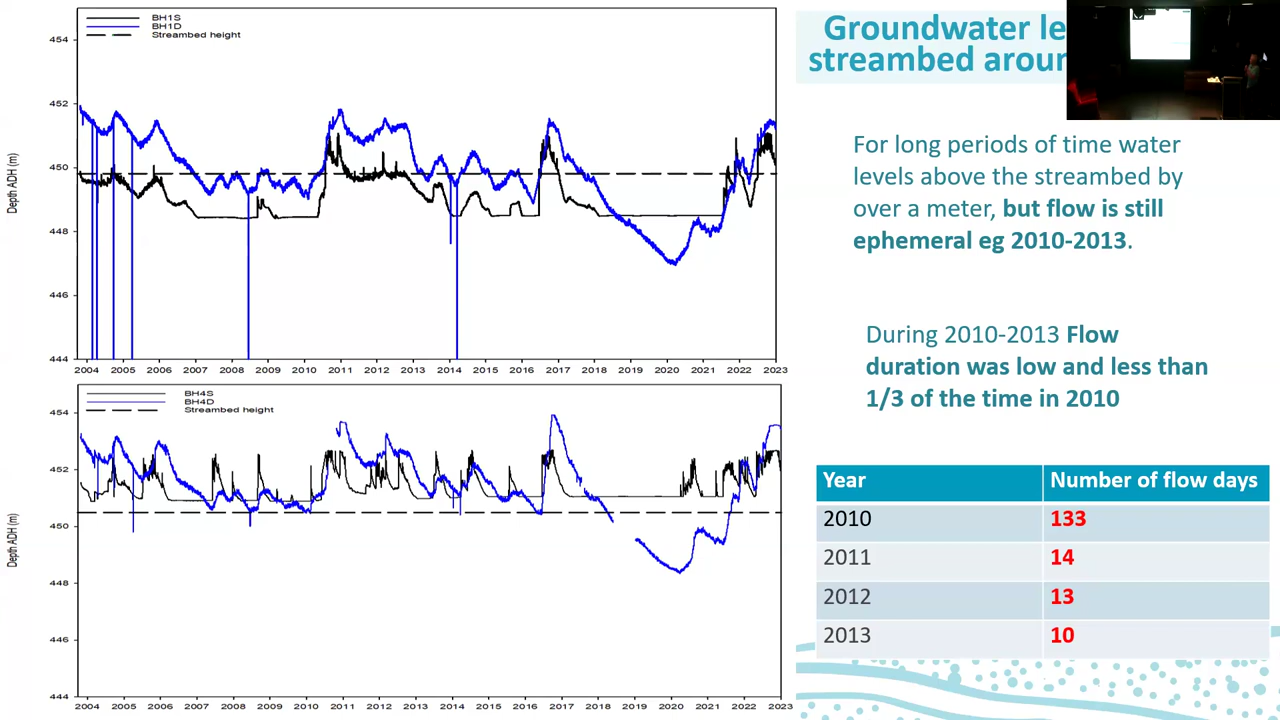 BH1S
BH1D
Streambed height
454
452
450
448
446
444
Depth ADH (m)
2004 2005 2006 2007 2008 2009 2010 2011 2012 2013 2014 2015 2016 2017 2018 2019 2020 2021 2022 2023
BH4S
BH4D
Streambed height
454
452
450
448
446
444
Depth ADH (m)
2004 2005 2006 2007 2008 2009 2010 2011 2012 2013 2014 2015 2016 2017 2018 2019 2020 2021 2022 2023
Groundwater le
streambed aroun
For long periods of time water
levels above the streambed by
over a meter, but flow is still
ephemeral eg 2010-2013.
During 2010-2013 Flow
duration was low and less than
1/3 of the time in 2010
Year Number of flow days
2010 133
2011 14
2012 13
2013 10